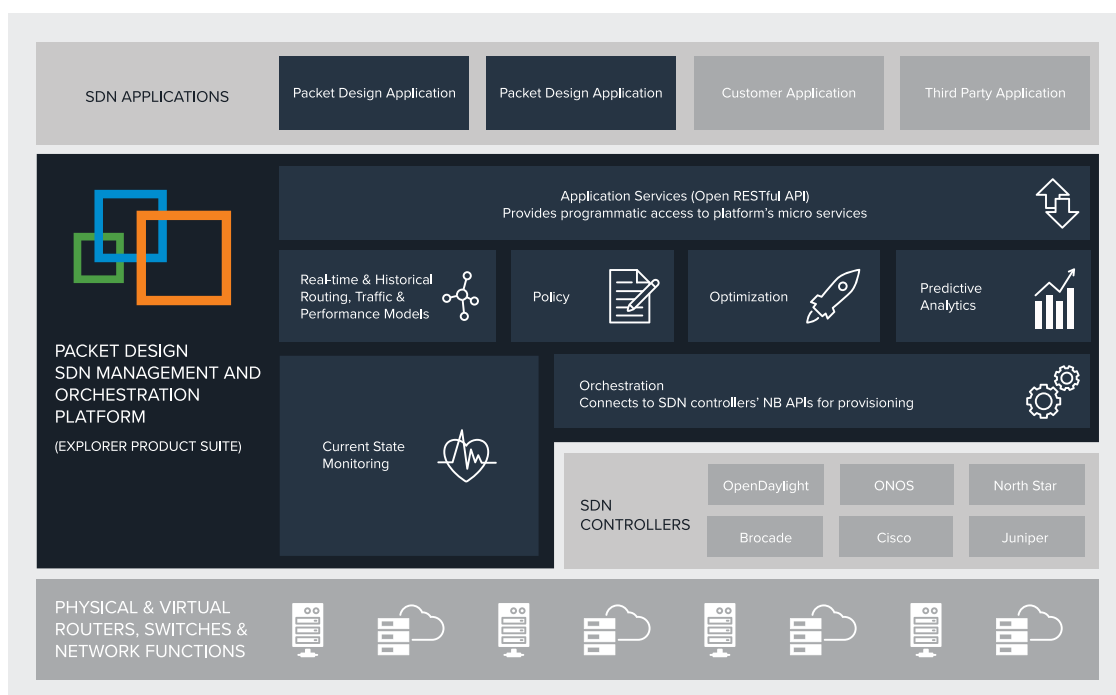 SDN APPLICATIONS
Packet Design Application
Packet Design Application
Customer Application
Third Party Application
Application Services (Open RESTful API)
Provides programmatic access to platform's micro services
Real-time & Historical
Routing, Traffic &
Performance Models
Policy
Optimization
Predictive
Analytics
PACKET DESIGN
SDN MANAGEMENT AND
ORCHESTRATION
PLATFORM
(EXPLORER PRODUCT SUITE)
Current State
Monitoring
Orchestration
Connects to SDN controllers' NB APIs for provisioning
SDN
CONTROLLERS
OpenDaylight
ONOS
North Star
Brocade
Cisco
Juniper
PHYSICAL & VIRTUAL
ROUTERS, SWITCHES &
NETWORK FUNCTIONS